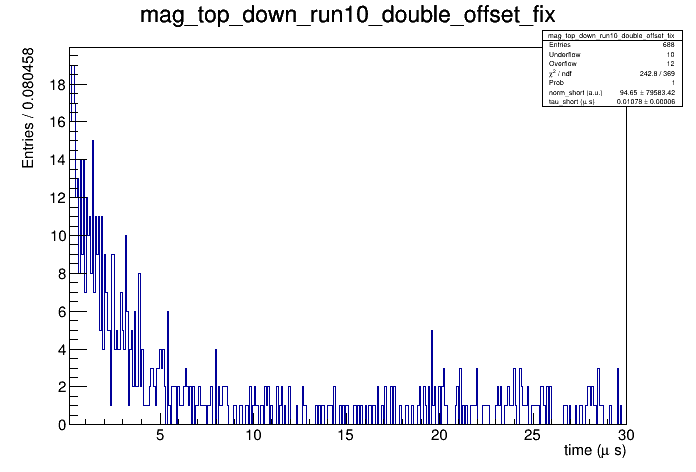 mag_top_down_run10_double_offset_fix
mag_top_down_run10_double_offset_fix
Entries 688
Underflow 10
Overflow 12
χ² / ndf 242.8 / 369
Prob 1
norm_short (a.u.) 94.65 ± 79583.42
tau_short (μ s) 0.01078 ± 0.00006
Entries / 0.080458
18
16
14
12
10
8
6
4
2
0
5 10 15 20 25 30
time (μ s)